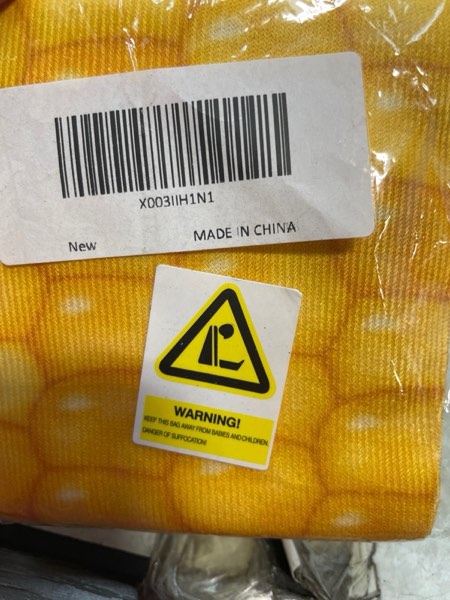 X003IIH1N1
New
MADE IN CHINA
WARNING!
KEEP THIS BAG AWAY FROM BABIES AND CHILDREN,
DANGER OF SUFFOCATION!